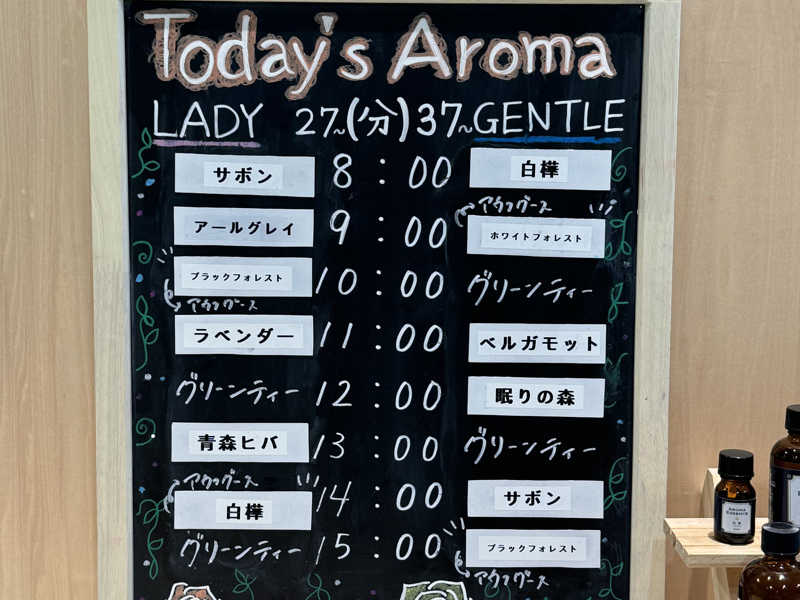 Today's Aroma
LADY 27~(分)37~ GENTLE
サボン 8:00 白樺
アウフグース
アールグレイ 9:00 ホワイトフォレスト
ブラックフォレスト 10:00 グリーンティー
アウフグース
ラベンダー 11:00 ベルガモット
グリーンティー 12:00 眠りの森
青森ヒバ 13:00 グリーンティー
アウフグース
白樺 14:00 サボン
グリーンティー 15:00 ブラックフォレスト
アウフグース